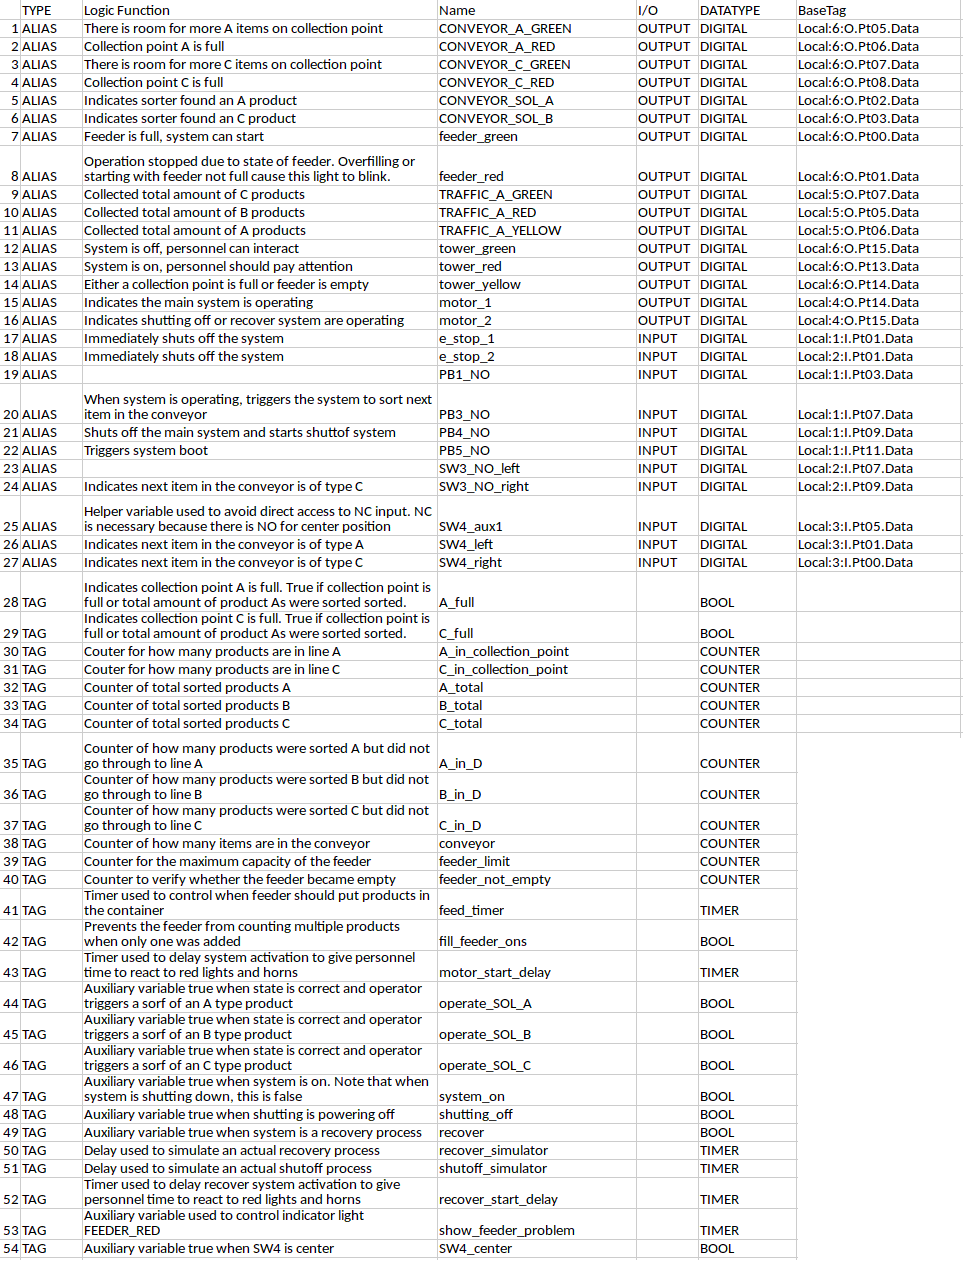 TYPE Logic Function Name I/O DATATYPE BaseTag
1 ALIAS There is room for more A items on collection point CONVEYOR_A_GREEN OUTPUT DIGITAL Local:6:O.Pt05.Data
2 ALIAS Collection point A is full CONVEYOR_A_RED OUTPUT DIGITAL Local:6:O.Pt06.Data
3 ALIAS There is room for more C items on collection point CONVEYOR_C_GREEN OUTPUT DIGITAL Local:6:O.Pt07.Data
4 ALIAS Collection point C is full CONVEYOR_C_RED OUTPUT DIGITAL Local:6:O.Pt08.Data
5 ALIAS Indicates sorter found an A product CONVEYOR_SOL_A OUTPUT DIGITAL Local:6:O.Pt02.Data
6 ALIAS Indicates sorter found an C product CONVEYOR_SOL_B OUTPUT DIGITAL Local:6:O.Pt03.Data
7 ALIAS Feeder is full, system can start feeder_green OUTPUT DIGITAL Local:6:O.Pt00.Data
Operation stopped due to state of feeder. Overfilling or
8 ALIAS starting with feeder not full cause this light to blink. feeder_red OUTPUT DIGITAL Local:6:O.Pt01.Data
9 ALIAS Collected total amount of C products TRAFFIC_A_GREEN OUTPUT DIGITAL Local:5:O.Pt07.Data
10 ALIAS Collected total amount of B products TRAFFIC_A_RED OUTPUT DIGITAL Local:5:O.Pt05.Data
11 ALIAS Collected total amount of A products TRAFFIC_A_YELLOW OUTPUT DIGITAL Local:5:O.Pt06.Data
12 ALIAS System is off, personnel can interact tower_green OUTPUT DIGITAL Local:6:O.Pt15.Data
13 ALIAS System is on, personnel should pay attention tower_red OUTPUT DIGITAL Local:6:O.Pt13.Data
14 ALIAS Either a collection point is full or feeder is empty tower_yellow OUTPUT DIGITAL Local:6:O.Pt14.Data
15 ALIAS Indicates the main system is operating motor_1 OUTPUT DIGITAL Local:4:O.Pt14.Data
16 ALIAS Indicates shutting off or recover system are operating motor_2 OUTPUT DIGITAL Local:4:O.Pt15.Data
17 ALIAS Immediately shuts off the system e_stop_1 INPUT DIGITAL Local:1:I.Pt01.Data
18 ALIAS Immediately shuts off the system e_stop_2 INPUT DIGITAL Local:2:I.Pt01.Data
19 ALIAS PB1_NO INPUT DIGITAL Local:1:I.Pt03.Data
When system is operating, triggers the system to sort next
20 ALIAS item in the conveyor PB3_NO INPUT DIGITAL Local:1:I.Pt07.Data
21 ALIAS Shuts off the main system and starts shuttof system PB4_NO INPUT DIGITAL Local:1:I.Pt09.Data
22 ALIAS Triggers system boot PB5_NO INPUT DIGITAL Local:1:I.Pt11.Data
23 ALIAS SW3_NO_left INPUT DIGITAL Local:2:I.Pt07.Data
24 ALIAS Indicates next item in the conveyor is of type C SW3_NO_right INPUT DIGITAL Local:2:I.Pt09.Data
Helper variable used to avoid direct access to NC input. NC
25 ALIAS is necessary because there is NO for center position SW4_aux1 INPUT DIGITAL Local:3:I.Pt05.Data
26 ALIAS Indicates next item in the conveyor is of type A SW4_left INPUT DIGITAL Local:3:I.Pt01.Data
27 ALIAS Indicates next item in the conveyor is of type C SW4_right INPUT DIGITAL Local:3:I.Pt00.Data
Indicates collection point A is full. True if collection point is
28 TAG full or total amount of product As were sorted sorted. A_full BOOL
Indicates collection point C is full. True if collection point is
29 TAG full or total amount of product As were sorted sorted. C_full BOOL
30 TAG Couter for how many products are in line A A_in_collection_point COUNTER
31 TAG Couter for how many products are in line C C_in_collection_point COUNTER
32 TAG Counter of total sorted products A A_total COUNTER
33 TAG Counter of total sorted products B B_total COUNTER
34 TAG Counter of total sorted products C C_total COUNTER
Counter of how many products were sorted A but did not
35 TAG go through to line A A_in_D COUNTER
Counter of how many products were sorted B but did not
36 TAG go through to line B B_in_D COUNTER
Counter of how many products were sorted C but did not
37 TAG go through to line C C_in_D COUNTER
38 TAG Counter of how many items are in the conveyor conveyor COUNTER
39 TAG Counter for the maximum capacity of the feeder feeder_limit COUNTER
40 TAG Counter to verify whether the feeder became empty feeder_not_empty COUNTER
Timer used to control when feeder should put products in
41 TAG the container feed_timer TIMER
Prevents the feeder from counting multiple products
42 TAG when only one was added fill_feeder_ons BOOL
Timer used to delay system activation to give personnel
43 TAG time to react to red lights and horns motor_start_delay TIMER
Auxiliary variable true when state is correct and operator
44 TAG triggers a sorf of an A type product operate_SOL_A BOOL
Auxiliary variable true when state is correct and operator
45 TAG triggers a sorf of an B type product operate_SOL_B BOOL
Auxiliary variable true when state is correct and operator
46 TAG triggers a sorf of an C type product operate_SOL_C BOOL
Auxiliary variable true when system is on. Note that when
47 TAG system is shutting down, this is false system_on BOOL
48 TAG Auxiliary variable true when shutting is powering off shutting_off BOOL
49 TAG Auxiliary variable true when system is a recovery process recover BOOL
50 TAG Delay used to simulate an actual recovery process recover_simulator TIMER
51 TAG Delay used to simulate an actual shutoff process shutoff_simulator TIMER
Timer used to delay recover system activation to give
52 TAG personnel time to react to red lights and horns recover_start_delay TIMER
Auxiliary variable used to control indicator light
53 TAG FEEDER_RED show_feeder_problem TIMER
54 TAG Auxiliary variable true when SW4 is center SW4_center BOOL